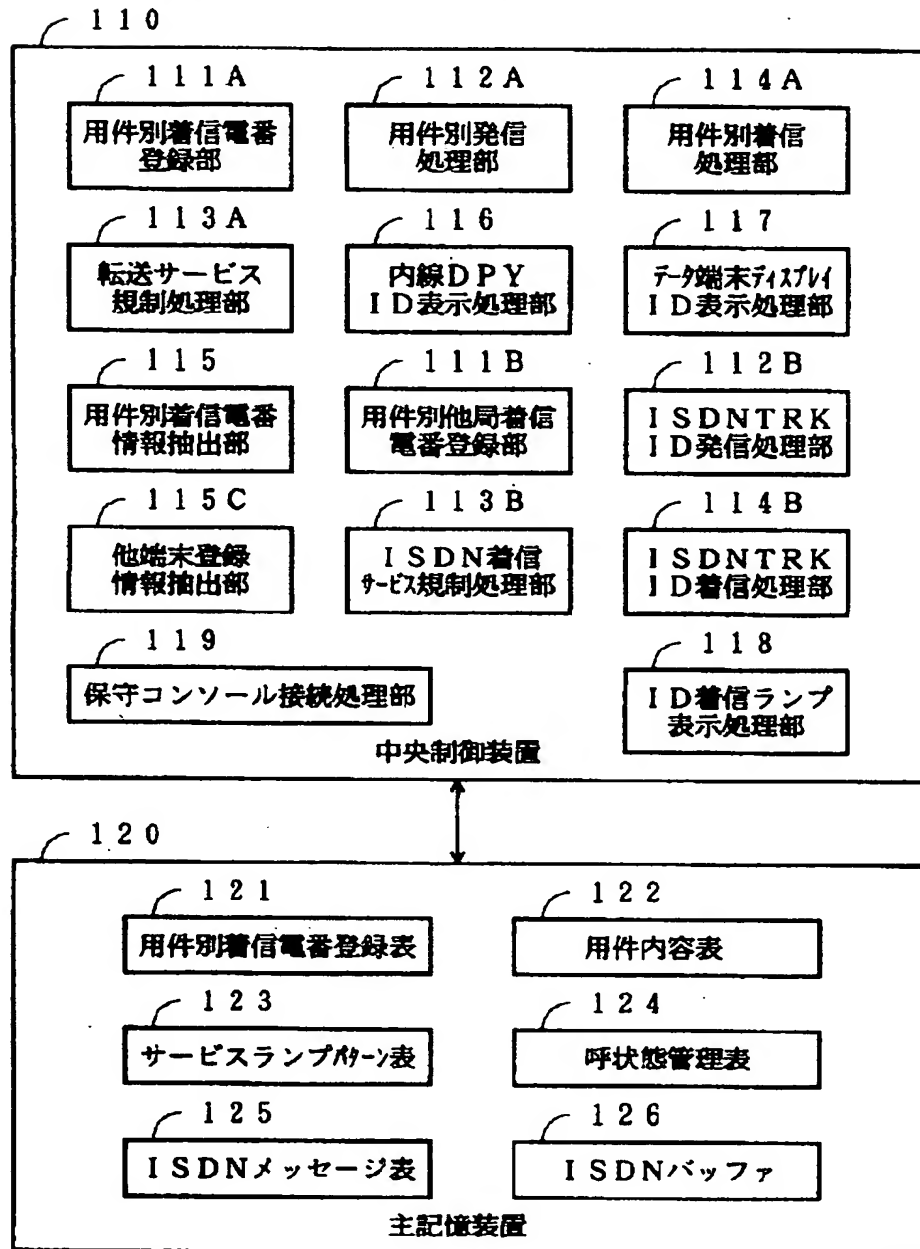 110
111A 112A 114A
用件別着信電番 用件別発信 用件別着信
登録部 処理部 処理部
113A 116 117
転送サービス 内線DPY データ端末ディスプレイ
規制処理部 ID表示処理部 ID表示処理部
115 111B 112B
用件別着信電番 用件別他局着信 ISDNTRK
情報抽出部 電番登録部 ID発信処理部
115C 113B 114B
他端末登録 ISDN着信 ISDNTRK
情報抽出部 サービス規制処理部 ID着信処理部
119 118
保守コンソール接続処理部 ID着信ランプ
表示処理部
中央制御装置
120
121 122
用件別着信電番登録表 用件内容表
123 124
サービスランプパターン表 呼状態管理表
125 126
ISDNメッセージ表 ISDNバッファ
主記憶装置